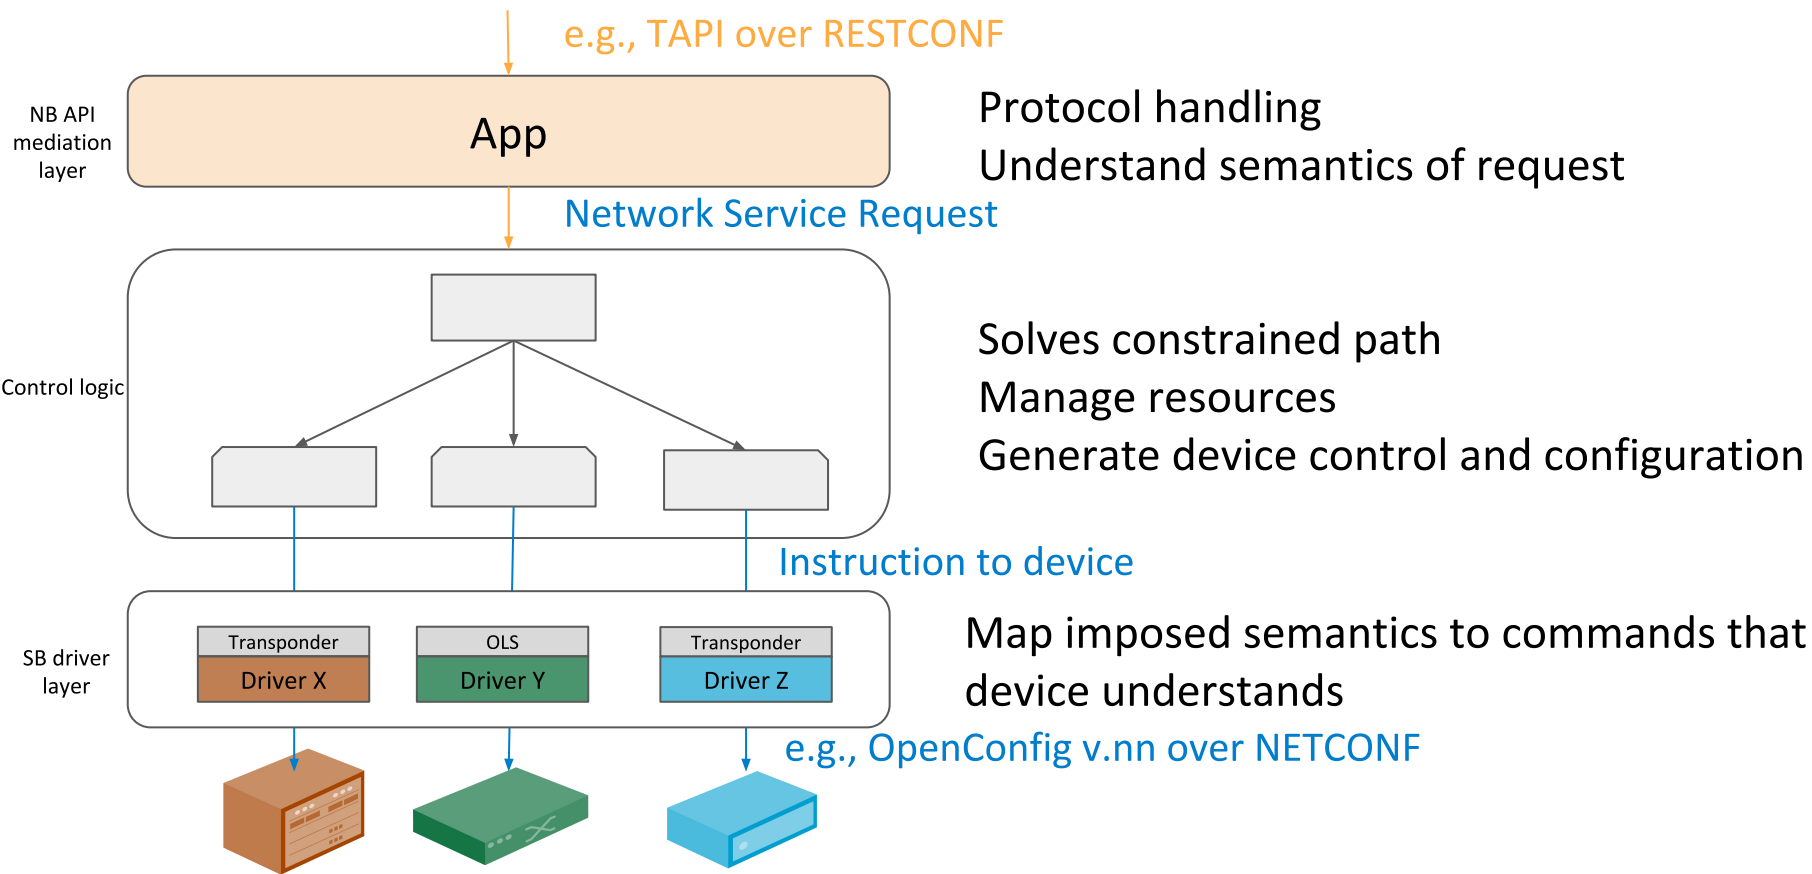 e.g., TAPI over RESTCONF
NB API
mediation
layer
App
Protocol handling
Understand semantics of request
Network Service Request
Control logic
Solves constrained path
Manage resources
Generate device control and configuration
Instruction to device
SB driver
layer
Transponder
Driver X
OLS
Driver Y
Transponder
Driver Z
Map imposed semantics to commands that
device understands
e.g., OpenConfig v.nn over NETCONF